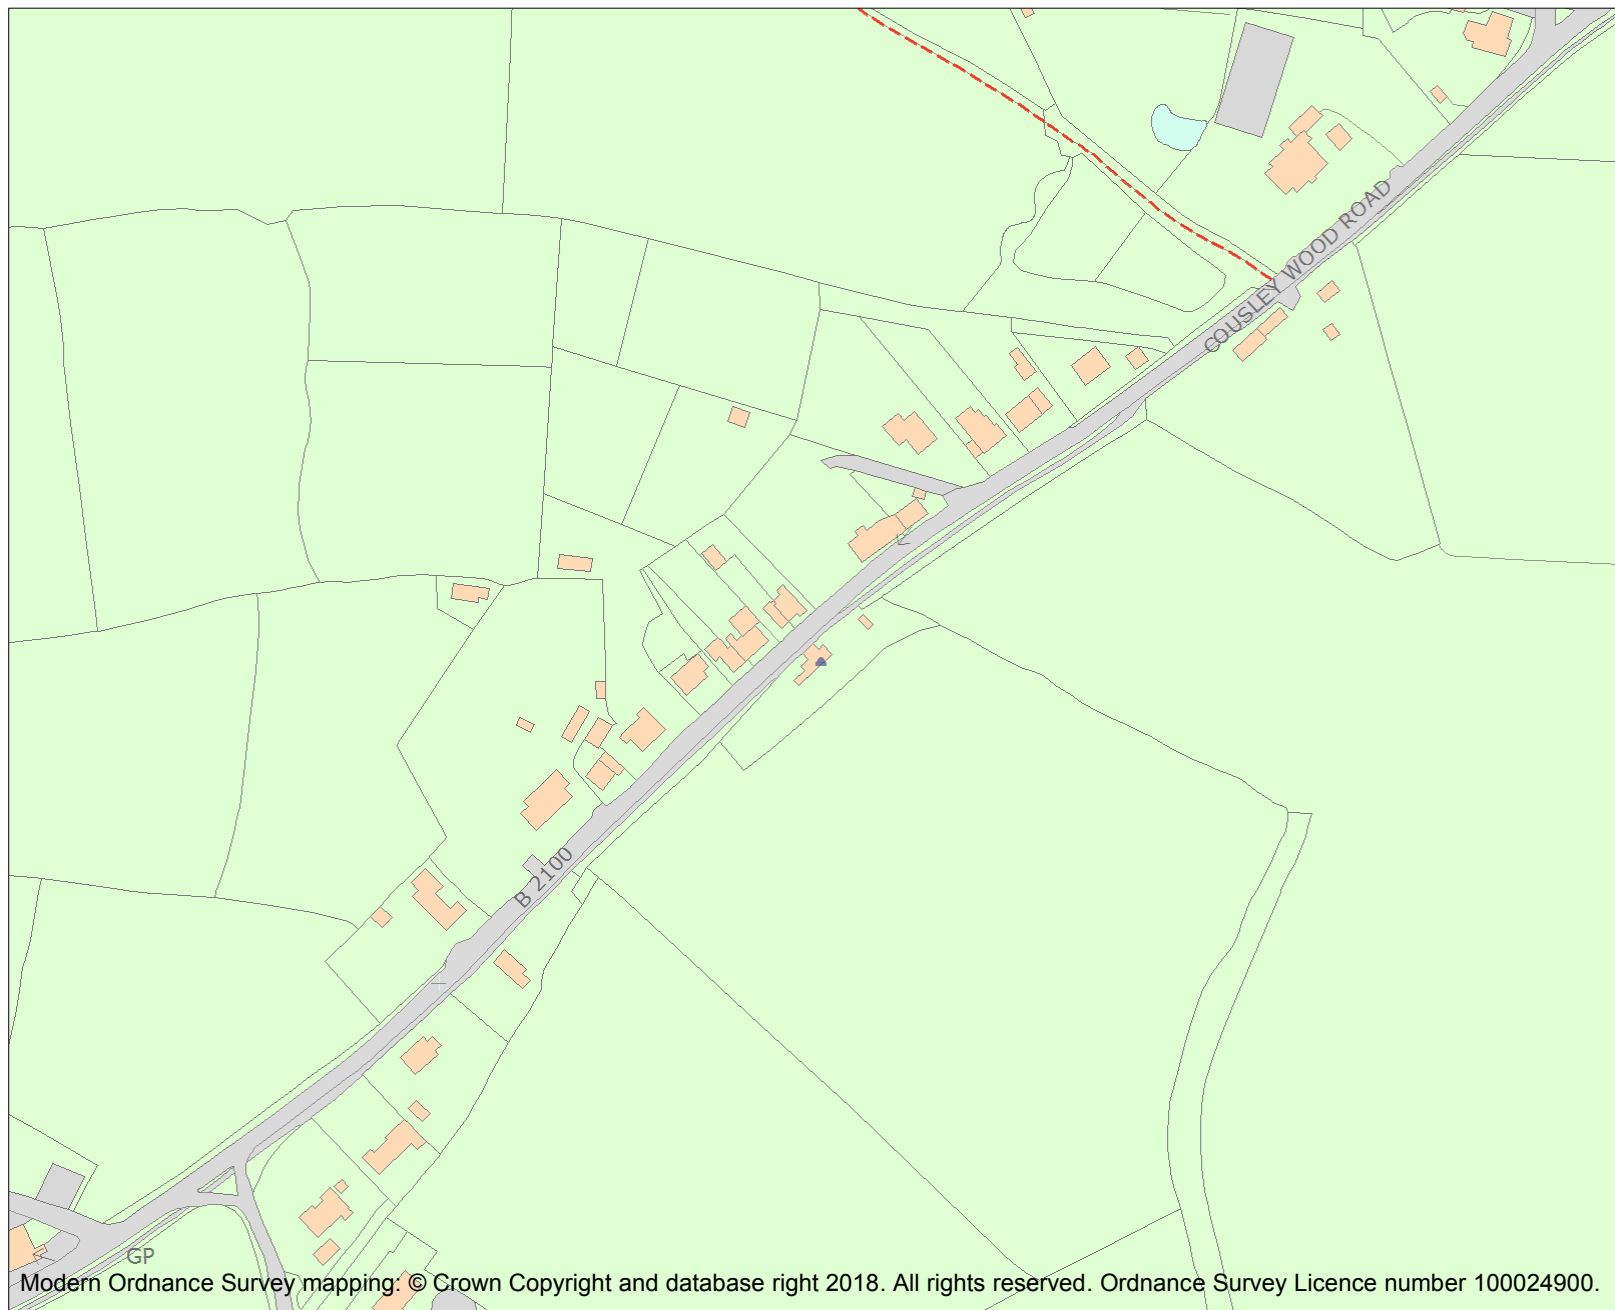 COUSLEY WOOD ROAD
B 2100
GP
Modern Ordnance Survey mapping: © Crown Copyright and database right 2018. All rights reserved. Ordnance Survey Licence number 100024900.